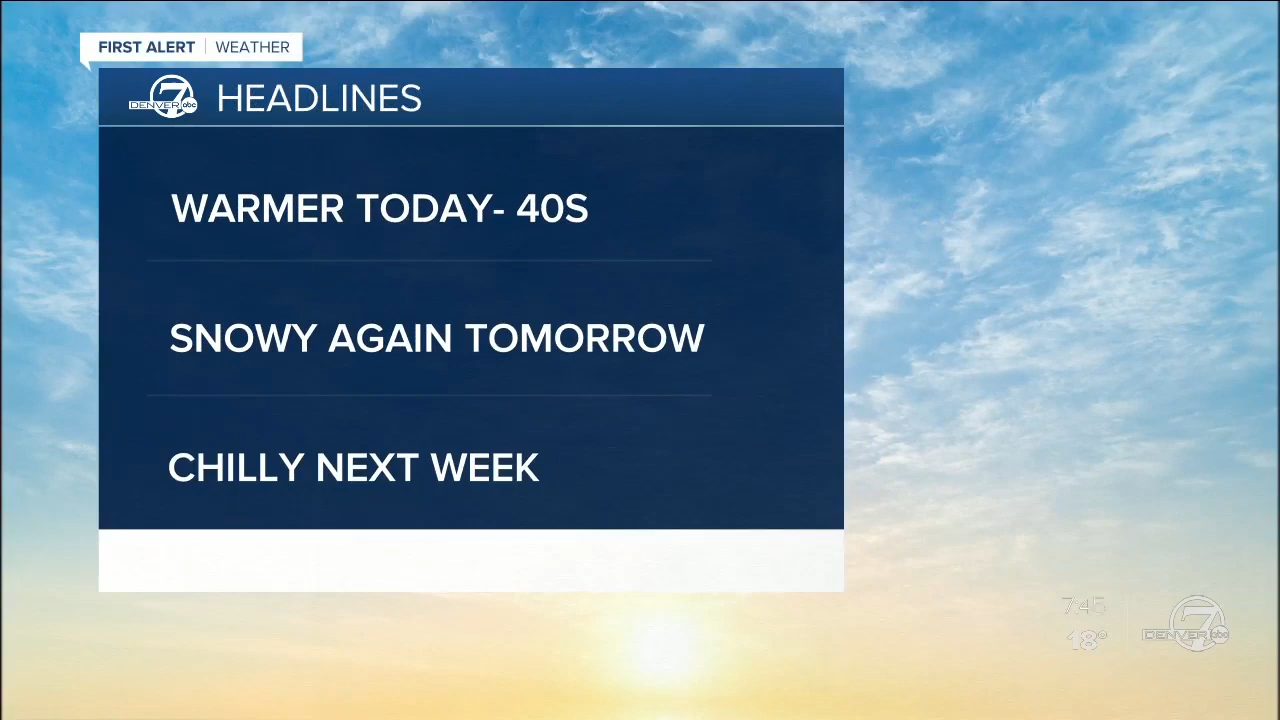 FIRST ALERT | WEATHER
DENVER 7 abc HEADLINES
WARMER TODAY- 40S
SNOWY AGAIN TOMORROW
CHILLY NEXT WEEK
7:45
18°
DENVER 7 abc